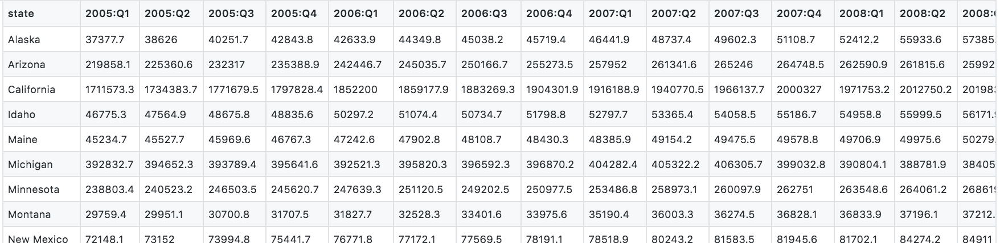 state 2005:Q1 2005:Q2 2005:Q3 2005:Q4 2006:Q1 2006:Q2 2006:Q3 2006:Q4 2007:Q1 2007:Q2 2007:Q3 2007:Q4 2008:Q1 2008:Q2
Alaska 37377.7 38626 40251.7 42843.8 42633.9 44349.8 45038.2 45719.4 46441.9 48737.4 49602.3 51108.7 52412.2 55933.6 57385.
Arizona 219858.1 225360.6 232317 235388.9 242446.7 245035.7 250166.7 255273.5 257952 261341.6 265246 264748.5 262590.9 261815.6 25992
California 1711573.3 1734383.7 1771679.5 1797828.4 1852200 1859177.9 1883269.3 1904301.9 1916188.9 1940770.5 1966137.7 2000327 1971753.2 2012750.2
Idaho 46775.3 47564.9 48675.8 48835.6 50297.2 51074.4 50734.7 51798.8 52797.7 53365.4 54058.5 55186.7 54958.8 55999.5 56171.
Maine 45234.7 45527.7 45969.6 46767.3 47242.6 47902.8 48108.7 48430.3 48385.9 49154.2 49475.5 49578.8 49706.9 49975.6 50279.
Michigan 392832.7 394652.3 393789.4 395641.6 392521.3 395820.3 396592.3 396870.2 404282.4 405322.2 406305.7 399032.8 390804.1 388781.9 38405
Minnesota 238803.4 240523.2 246503.5 245620.7 247639.3 251120.5 249202.5 250977.5 253486.8 258973.1 260097.9 262751 263548.6 264061.2
Montana 29759.4 29951.1 30700.8 31707.5 31827.7 32528.3 33401.6 33975.6 35190.4 36003.3 36274.5 36828.1 36833.9 37196.1 37212.
New Mexico 72148.1 73152 73994.8 75441.7 76771.8 77172.1 77569.5 78191.1 78518.9 80243.2 81583.5 81945.6 81702.1 84274.2 84911